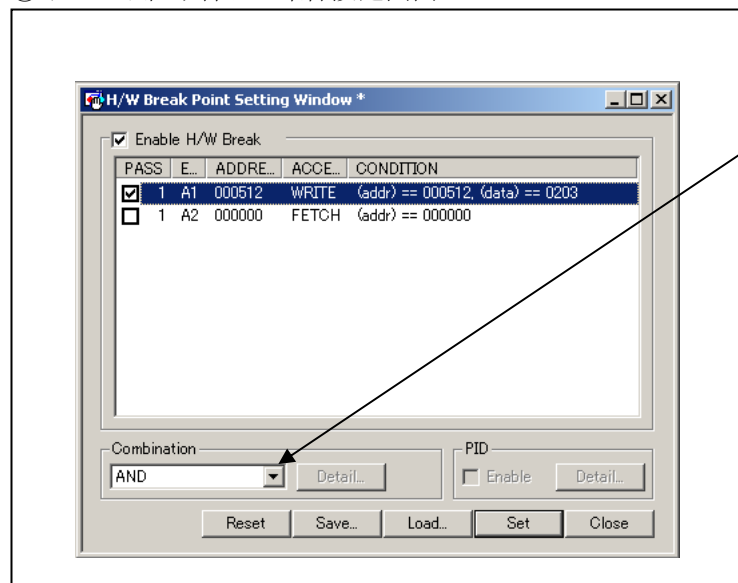 H/W Break Point Setting Window *
Enable H/W Break
PASS E... ADDRE... ACCE... CONDITION
1 A1 000512 WRITE (addr) == 000512, (data) == 0203
1 A2 000000 FETCH (addr) == 000000
Combination
PID
AND
Detail...
Enable
Detail...
Reset
Save...
Load...
Set
Close